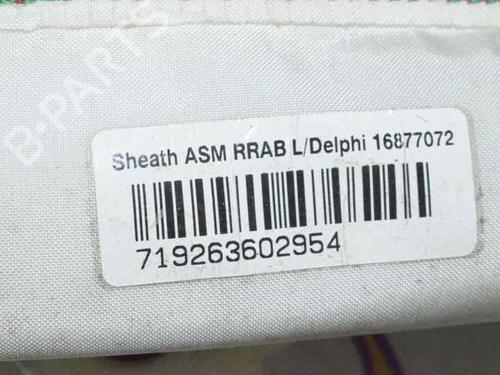 B-PARTS
Sheath ASM RRAB L/Delphi 16877072
719263602954